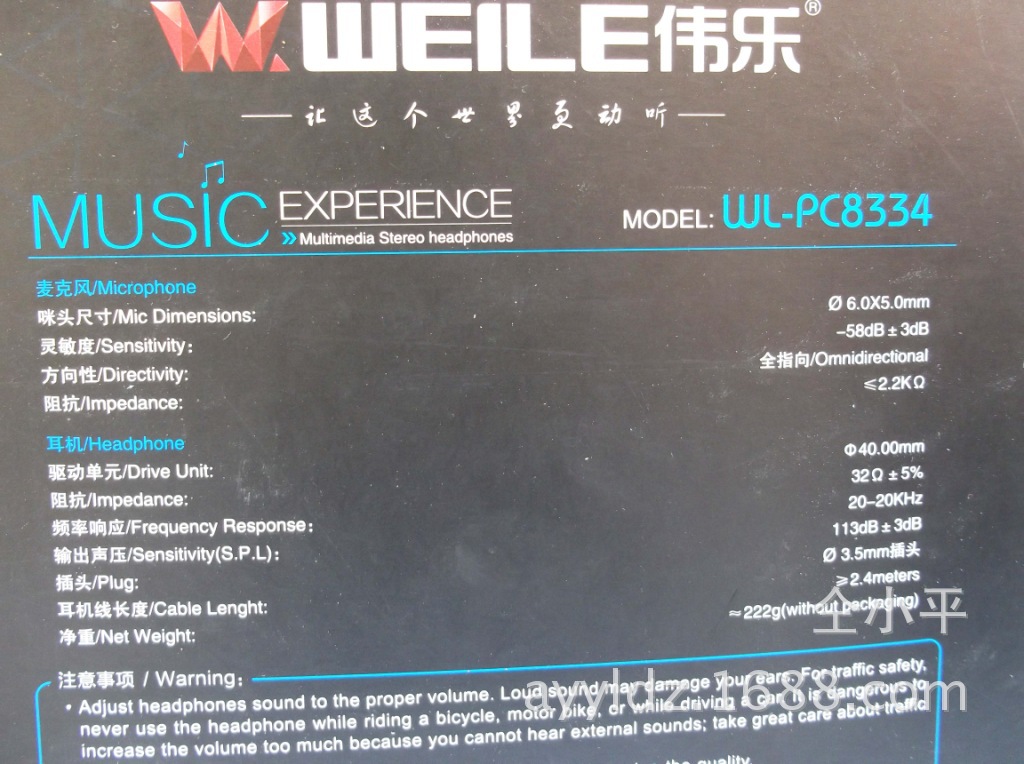 W. WEILE伟乐®
让这个世界更动听
MUSIC EXPERIENCE
»Multimedia Stereo headphones
MODEL: WL-PC8334
麦克风/Microphone
咪头尺寸/Mic Dimensions: Ø 6.0X5.0mm
灵敏度/Sensitivity: -58dB±3dB
方向性/Directivity: 全指向/Omnidirectional
阻抗/Impedance: ≤2.2KΩ
耳机/Headphone
驱动单元/Drive Unit: Φ40.00mm
阻抗/Impedance: 32Ω±5%
频率响应/Frequency Response: 20-20KHz
输出声压/Sensitivity(S.P.L): 113dB±3dB
插头/Plug: Ø 3.5mm插头
耳机线长度/Cable Lenght: ≥2.4meters
净重/Net Weight: ≈222g(without packaging)
仝小平
注意事项 / Warning:
• Adjust headphones sound to the proper volume. Loud sound may damage your ears. For traffic safety,
never use the headphone while riding a bicycle, motor bike, or while driving a car. It is dangorous to
increase the volume too much because you cannot hear external sounds; take great care about traffic
ayyldz.1688.com
the quality.